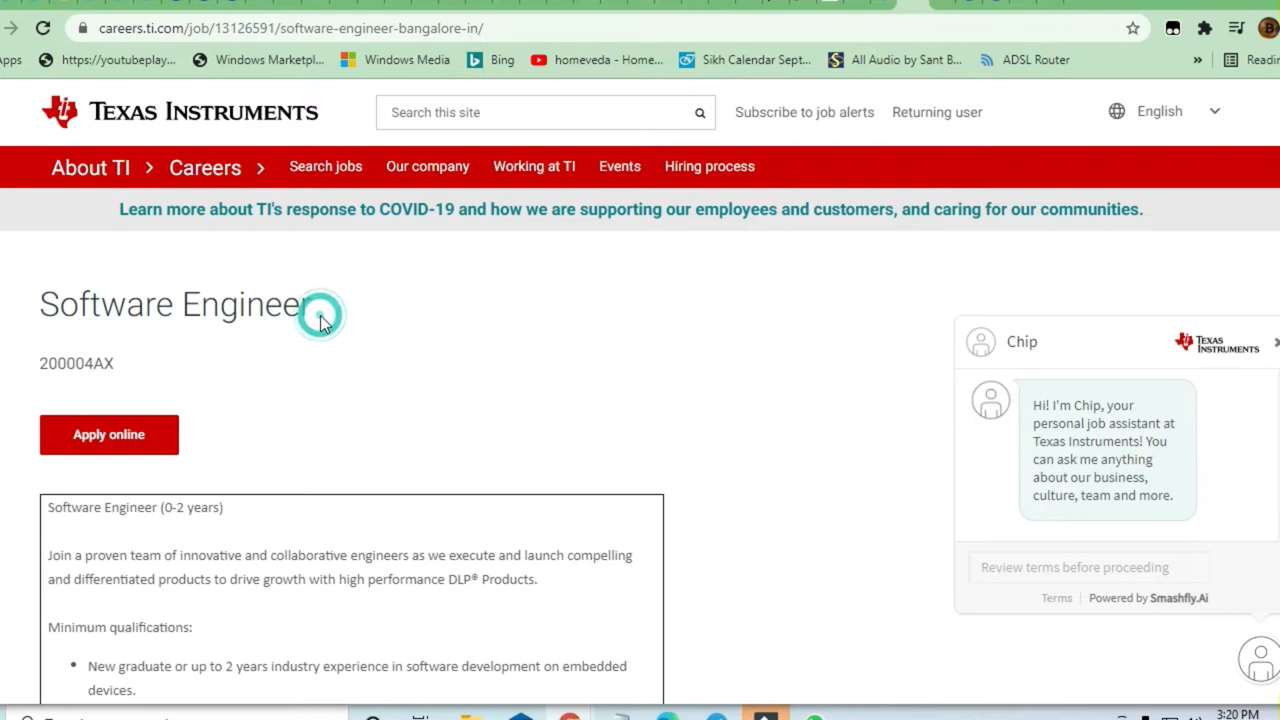 careers.ti.com/job/13126591/software-engineer-bangalore-in/
https://youtubeplay... Windows Marketpl... Windows Media Bing homeveda - Home... Sikh Calendar Sept... All Audio by Sant B... ADSL Router »
TEXAS INSTRUMENTS
Search this site
Subscribe to job alerts
Returning user
English
About TI > Careers > Search jobs Our company Working at TI Events Hiring process
Learn more about TI's response to COVID-19 and how we are supporting our employees and customers, and caring for our communities.
Software Engineer
200004AX
Apply online
Software Engineer (0-2 years)
Join a proven team of innovative and collaborative engineers as we execute and launch compelling
and differentiated products to drive growth with high performance DLP® Products.
Minimum qualifications:
• New graduate or up to 2 years industry experience in software development on embedded
devices.
Chip
TEXAS
INSTRUMENTS
Hi! I'm Chip, your
personal job assistant at
Texas Instruments! You
can ask me anything
about our business,
culture, team and more.
Review terms before proceeding
Terms | Powered by Smashfly.Ai
3:20 PM